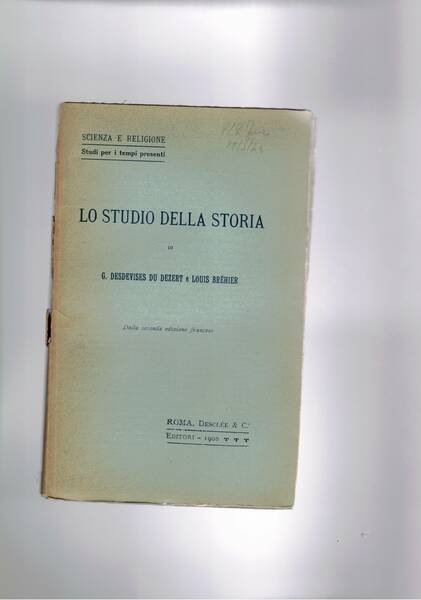 SCIENZA E RELIGIONE
Studi per i tempi presenti
LO STUDIO DELLA STORIA
DI
G. DESDEVISES DU DEZERT e LOUIS BRÉHIER
Dalla seconda edizione francese
ROMA, DESCLÉE & C.i
EDITORI -